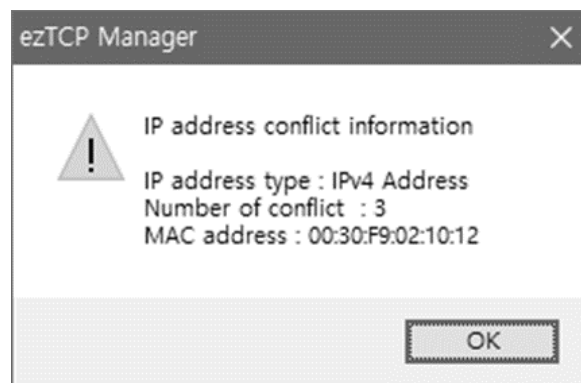 ezTCP Manager
IP address conflict information
IP address type : IPv4 Address
Number of conflict : 3
MAC address : 00:30:F9:02:10:12
OK